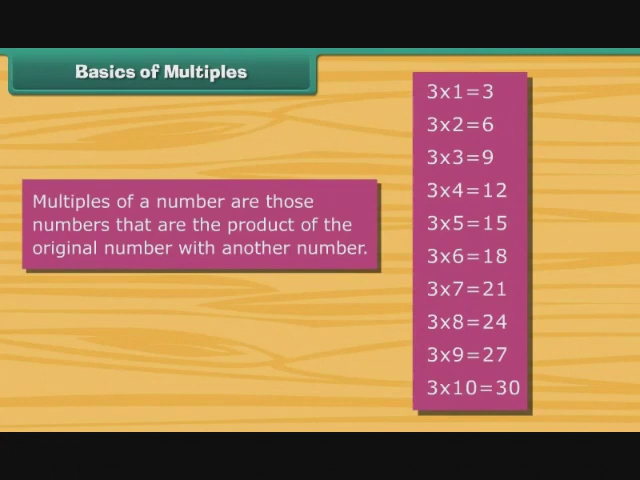 Basics of Multiples
Multiples of a number are those
numbers that are the product of the
original number with another number.
3x1=3
3x2=6
3x3=9
3x4=12
3x5=15
3x6=18
3x7=21
3x8=24
3x9=27
3x10=30